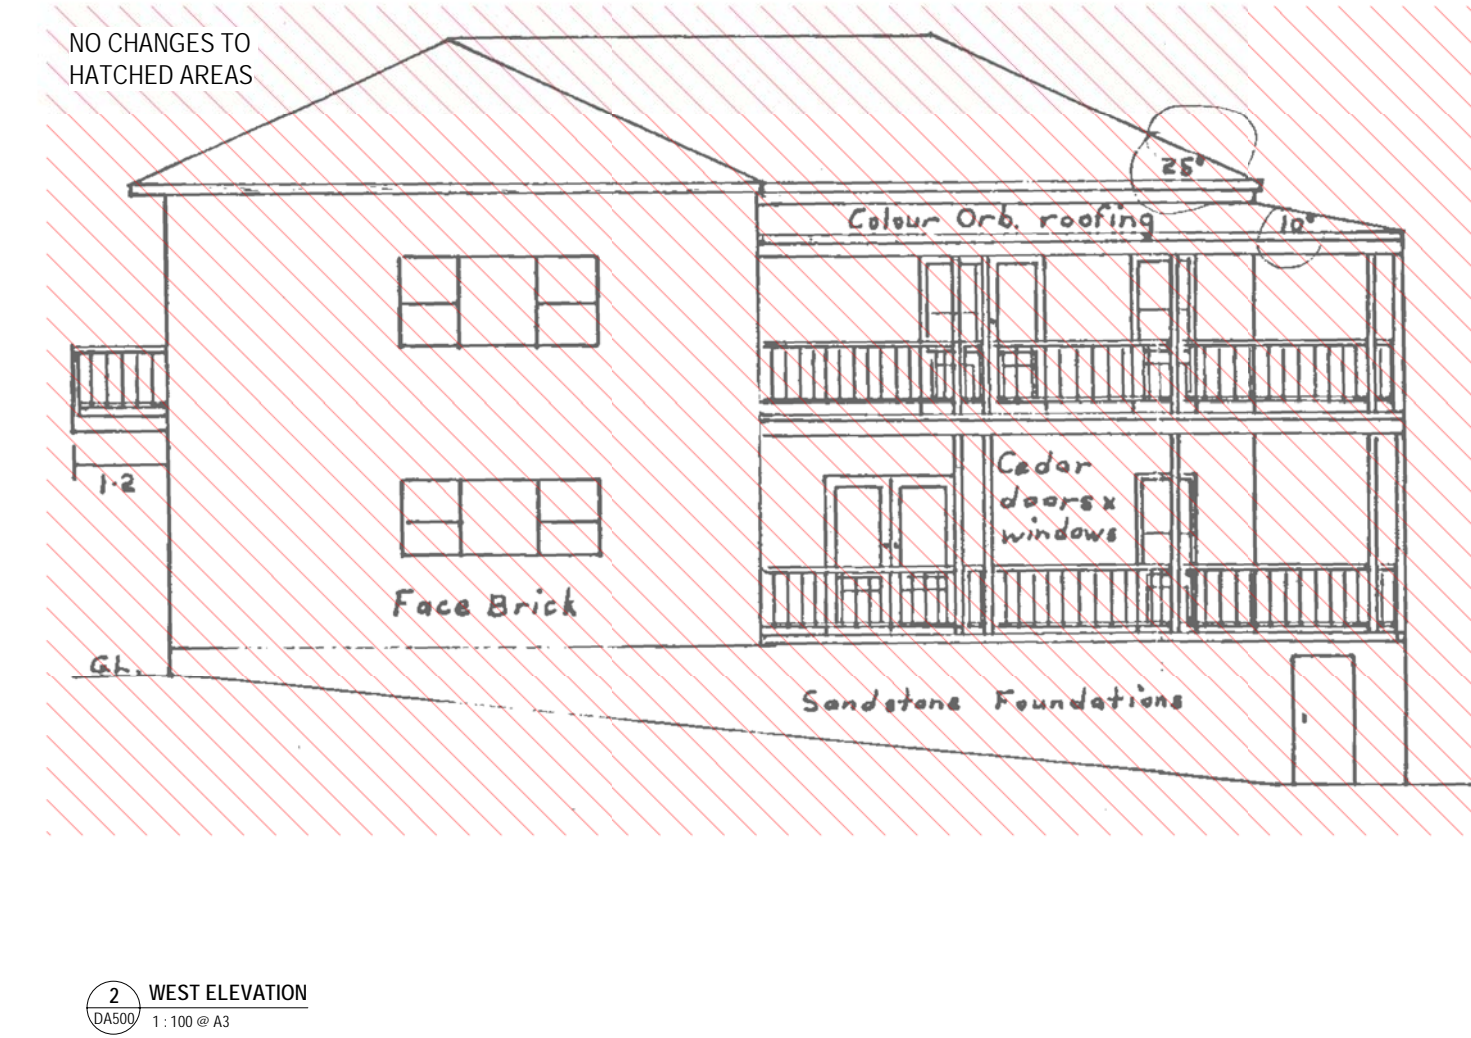 NO CHANGES TO
HATCHED AREAS
25°
Colour Orb. roofing
10°
1.2
Cedar
doors x
windows
Face Brick
G.L.
Sandstone Foundations
2
DA500
WEST ELEVATION
1 : 100 @ A3